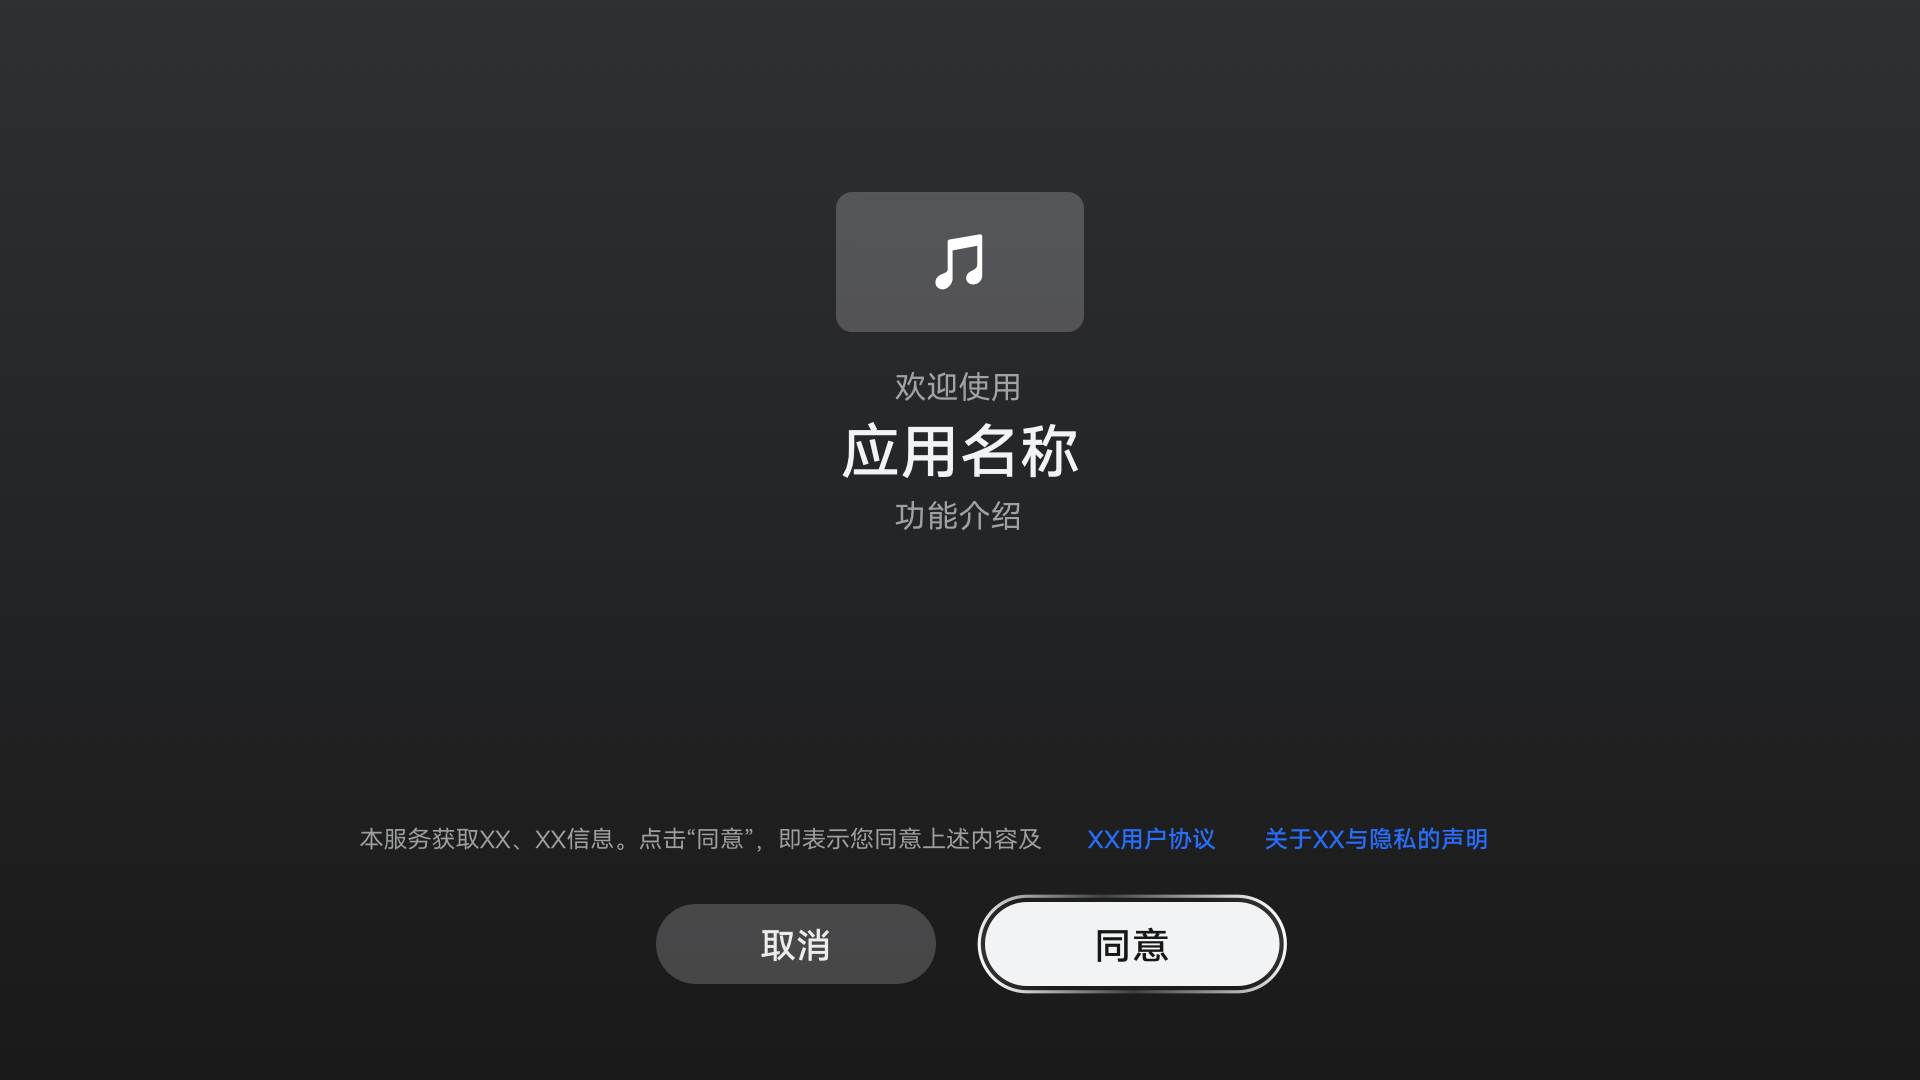 欢迎使用
应用名称
功能介绍
本服务获取XX、XX信息。点击“同意”，即表示您同意上述内容及 XX用户协议 关于XX与隐私的声明
取消 同意